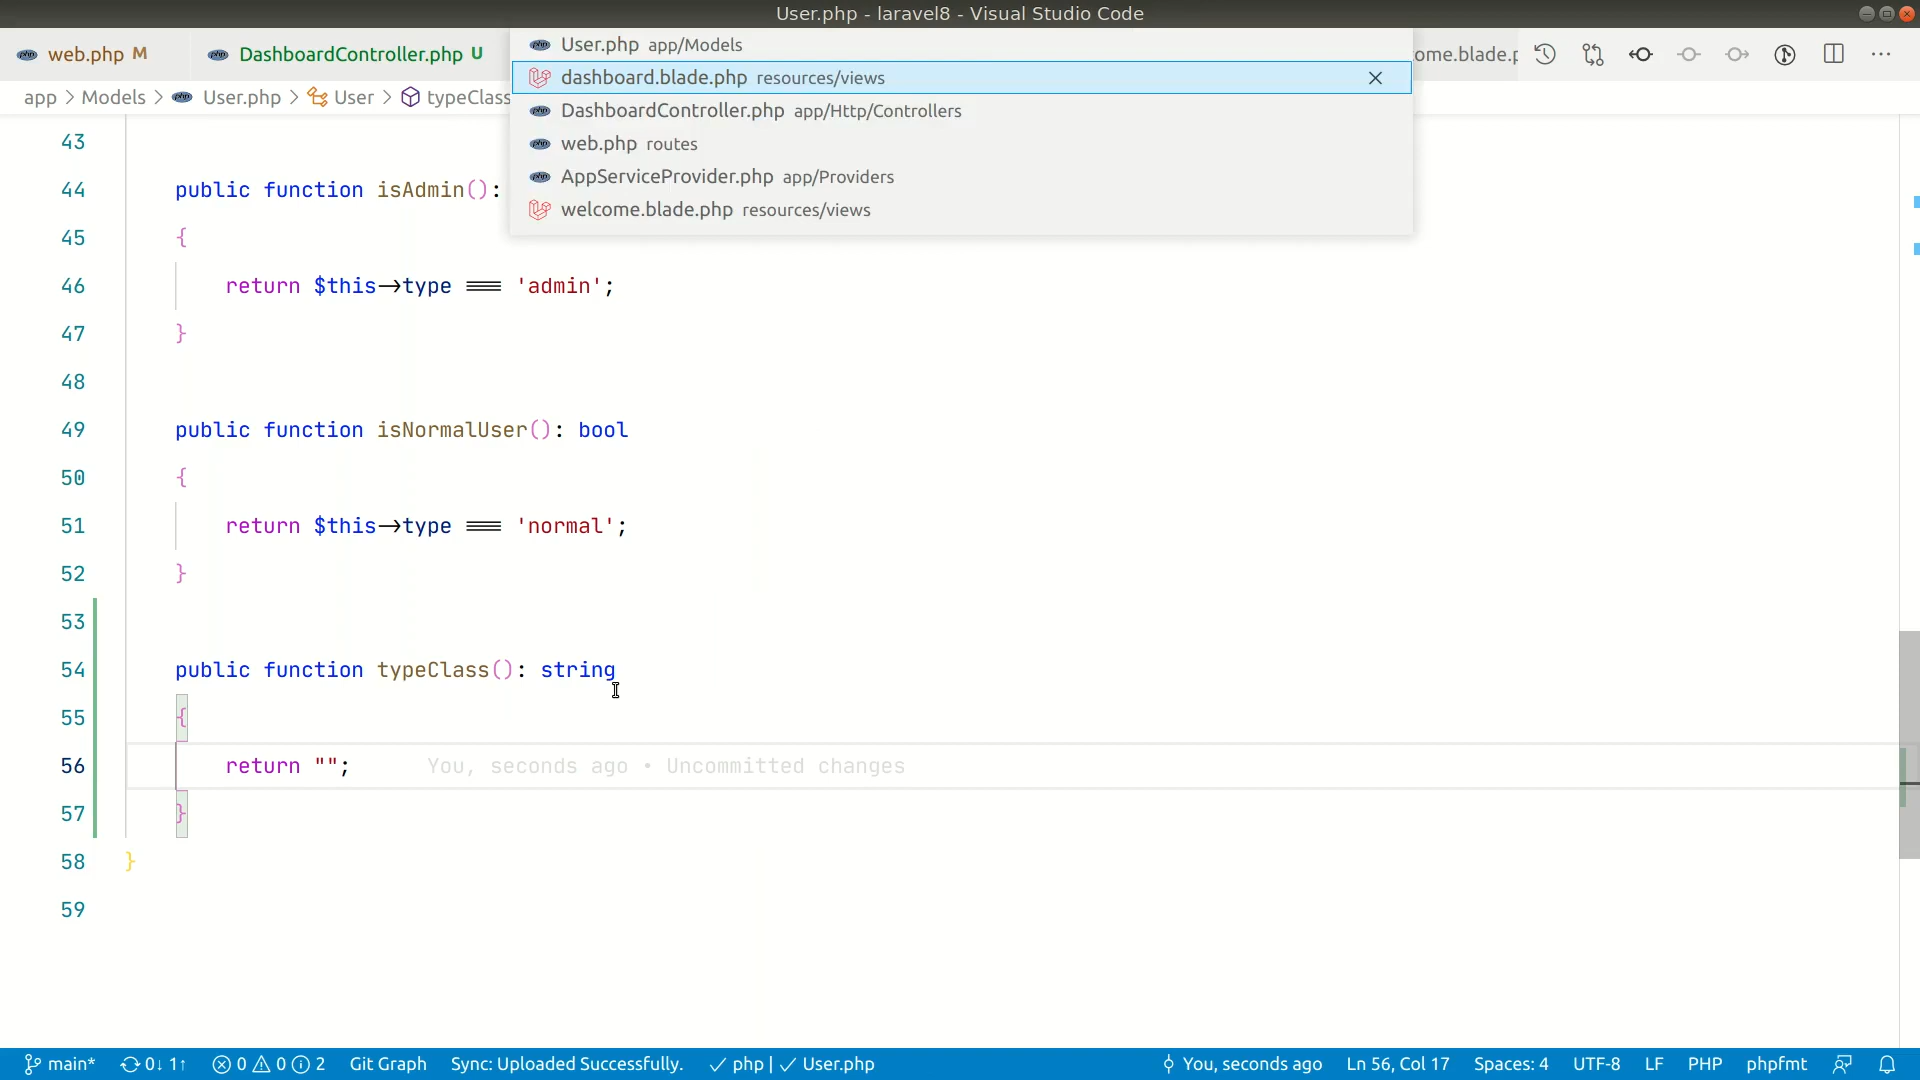 User.php - laravel8 - Visual Studio Code
web.php M
DashboardController.php U
ome.blade.p
app > Models > User.php > User > typeClass
User.php app/Models
dashboard.blade.php resources/views
DashboardController.php app/Http/Controllers
web.php routes
AppServiceProvider.php app/Providers
welcome.blade.php resources/views
43
44 public function isAdmin():
45 {
46 return $this->type === 'admin';
47 }
48
49 public function isNormalUser(): bool
50 {
51 return $this->type === 'normal';
52 }
53
54 public function typeClass(): string
55 {
56 return ""; You, seconds ago • Uncommitted changes
57 }
58 }
59
main* 0↓ 1↑ 0 0 2 Git Graph Sync: Uploaded Successfully. ✓ php | ✓ User.php You, seconds ago Ln 56, Col 17 Spaces: 4 UTF-8 LF PHP phpfmt